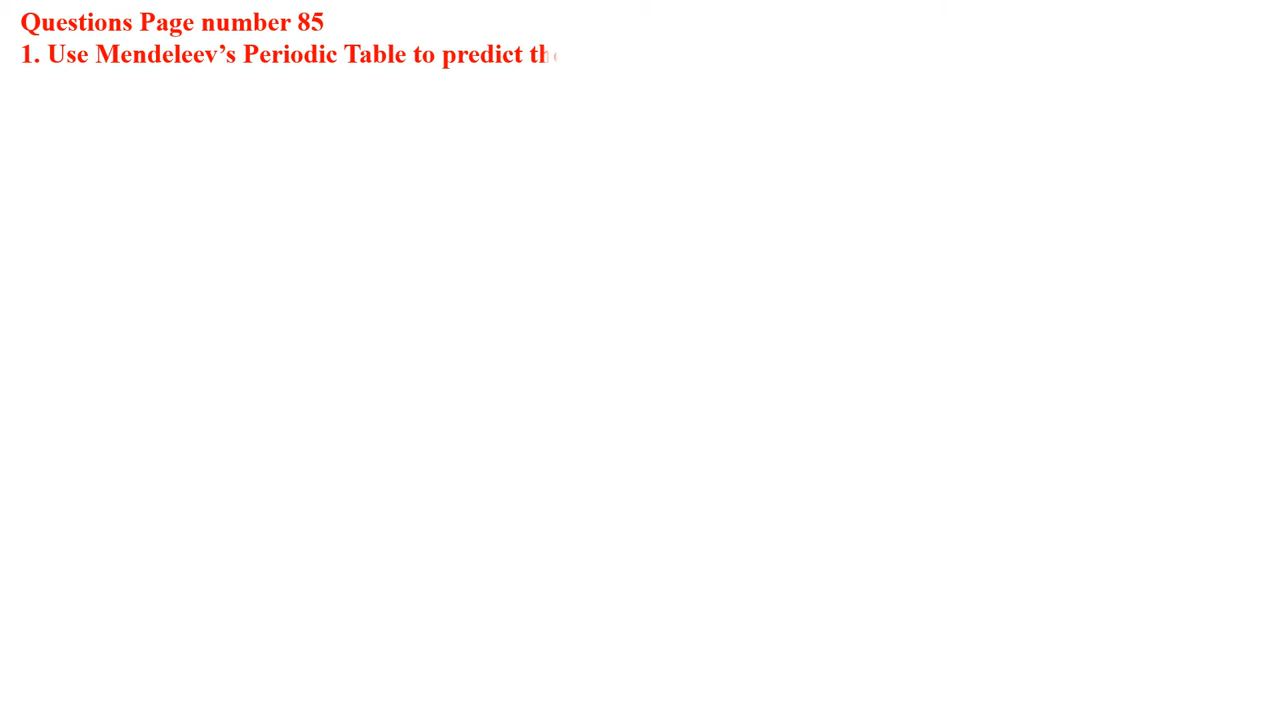 Questions Page number 85
1. Use Mendeleev’s Periodic Table to predict